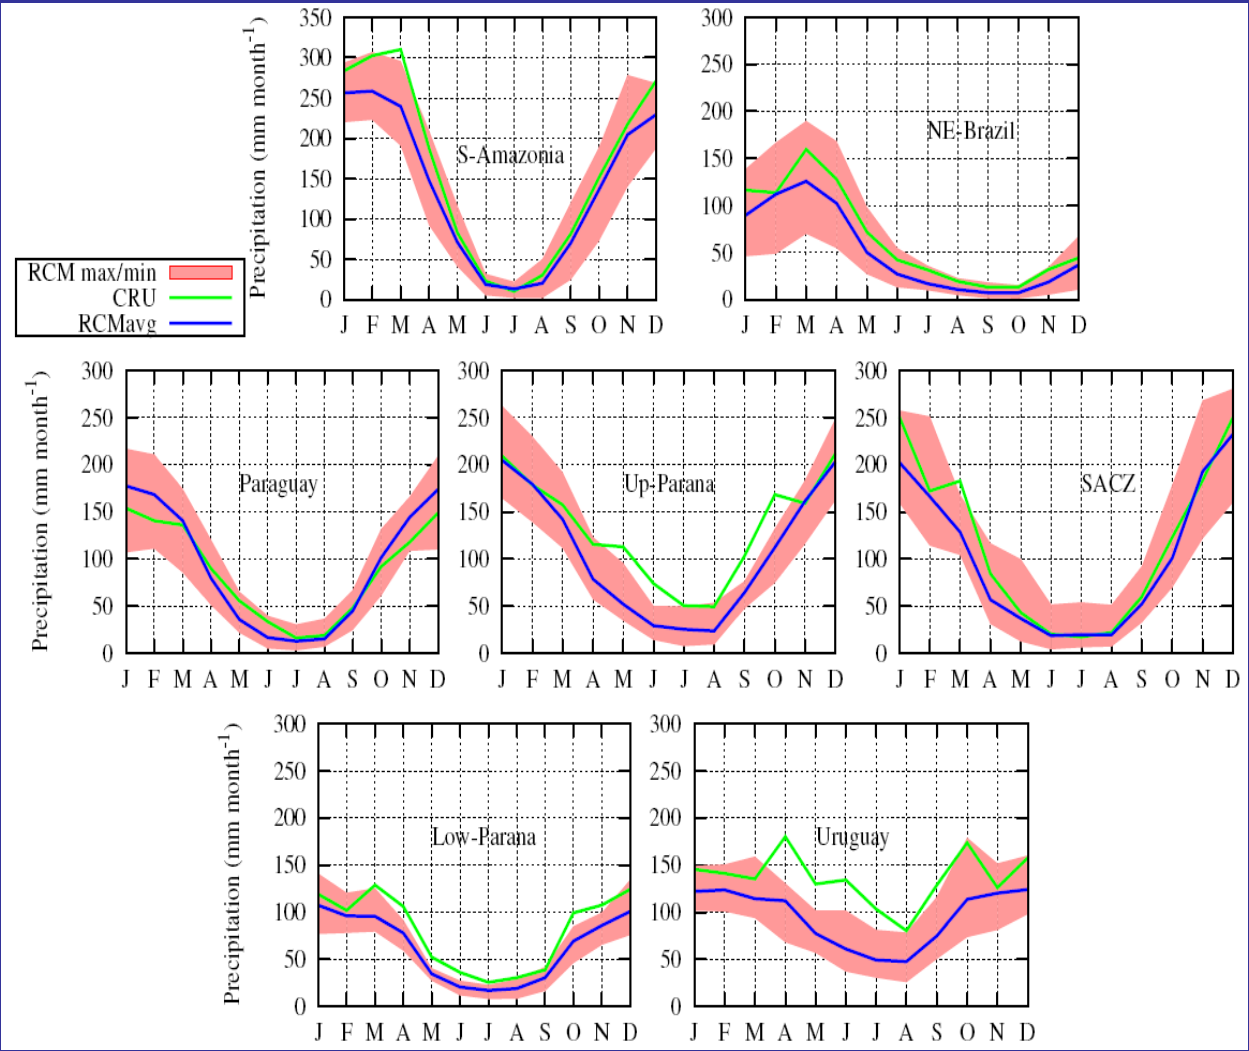 Precipitation (mm month-1)
350
300
250
200
150
100
50
0
S-Amazonia
J F M A M J J A S O N D
300
250
200
150
100
50
0
NE-Brazil
J F M A M J J A S O N D
RCM max/min
CRU
RCMavg
Precipitation (mm month-1)
300
250
200
150
100
50
0
Paraguay
J F M A M J J A S O N D
300
250
200
150
100
50
0
Up-Parana
J F M A M J J A S O N D
300
250
200
150
100
50
0
SACZ
J F M A M J J A S O N D
Precipitation (mm month-1)
300
250
200
150
100
50
0
Low-Parana
J F M A M J J A S O N D
300
250
200
150
100
50
0
Uruguay
J F M A M J J A S O N D